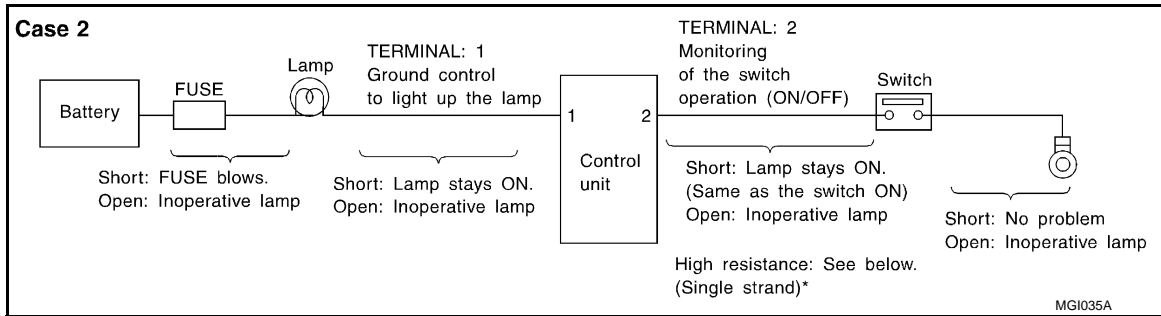 Case 2
Battery
FUSE
Lamp
TERMINAL: 1
Ground control
to light up the lamp
1
2
Control
unit
TERMINAL: 2
Monitoring
of the switch
operation (ON/OFF)
Switch
Short: FUSE blows.
Open: Inoperative lamp
Short: Lamp stays ON.
Open: Inoperative lamp
Short: Lamp stays ON.
(Same as the switch ON)
Open: Inoperative lamp
High resistance: See below.
(Single strand)*
Short: No problem
Open: Inoperative lamp
MGI035A